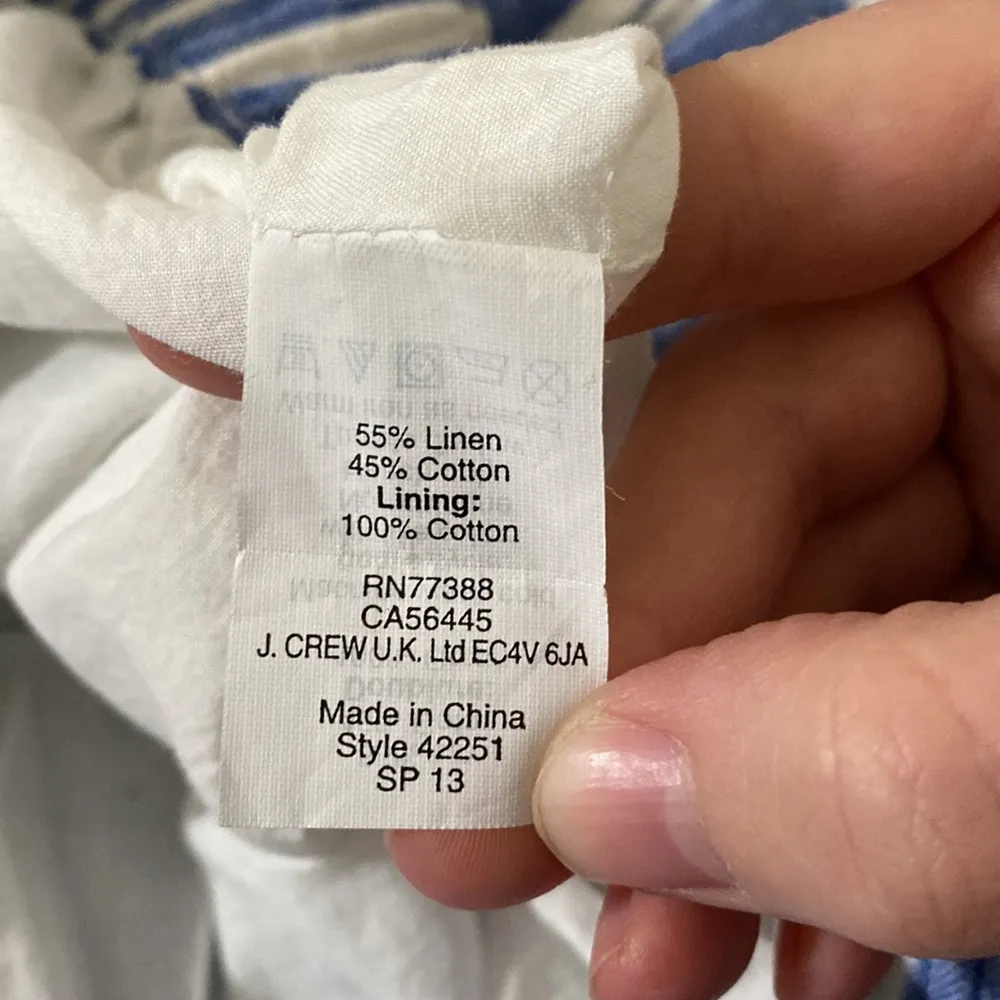 55% Linen
45% Cotton
Lining:
100% Cotton
RN77388
CA56445
J. CREW U.K. Ltd EC4V 6JA
Made in China
Style 42251
SP 13